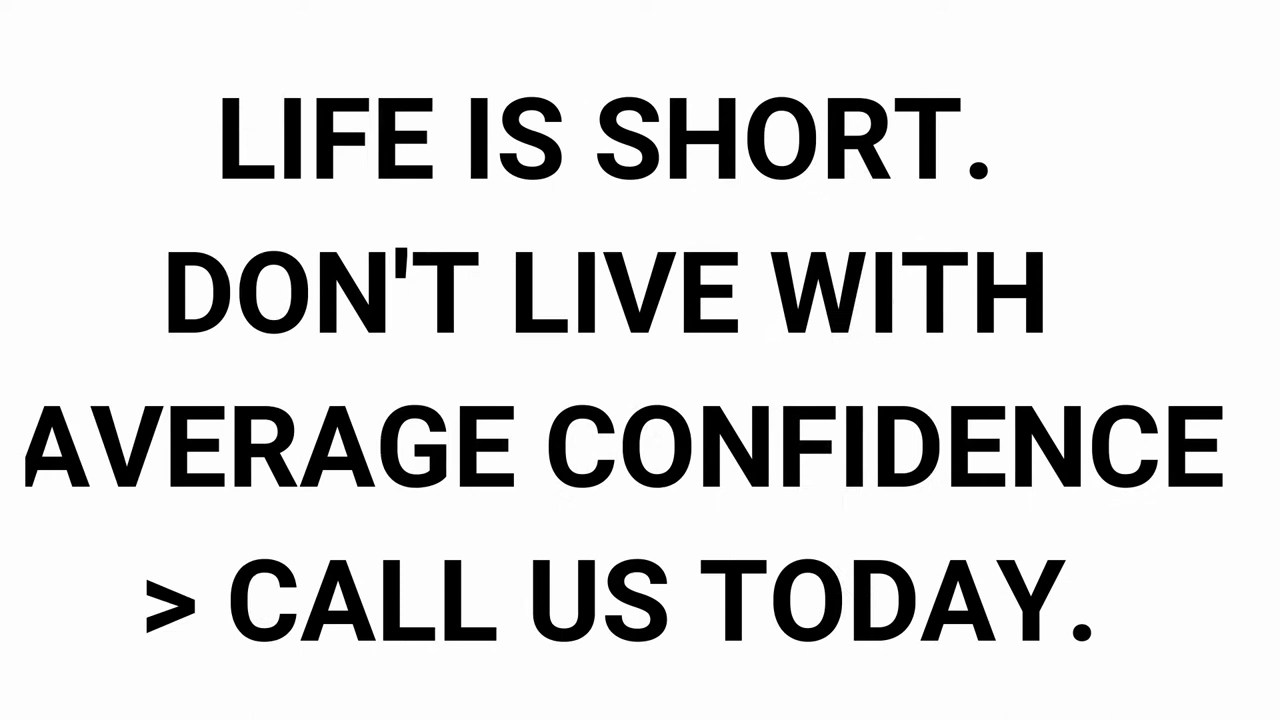 LIFE IS SHORT.
DON'T LIVE WITH
AVERAGE CONFIDENCE
> CALL US TODAY.